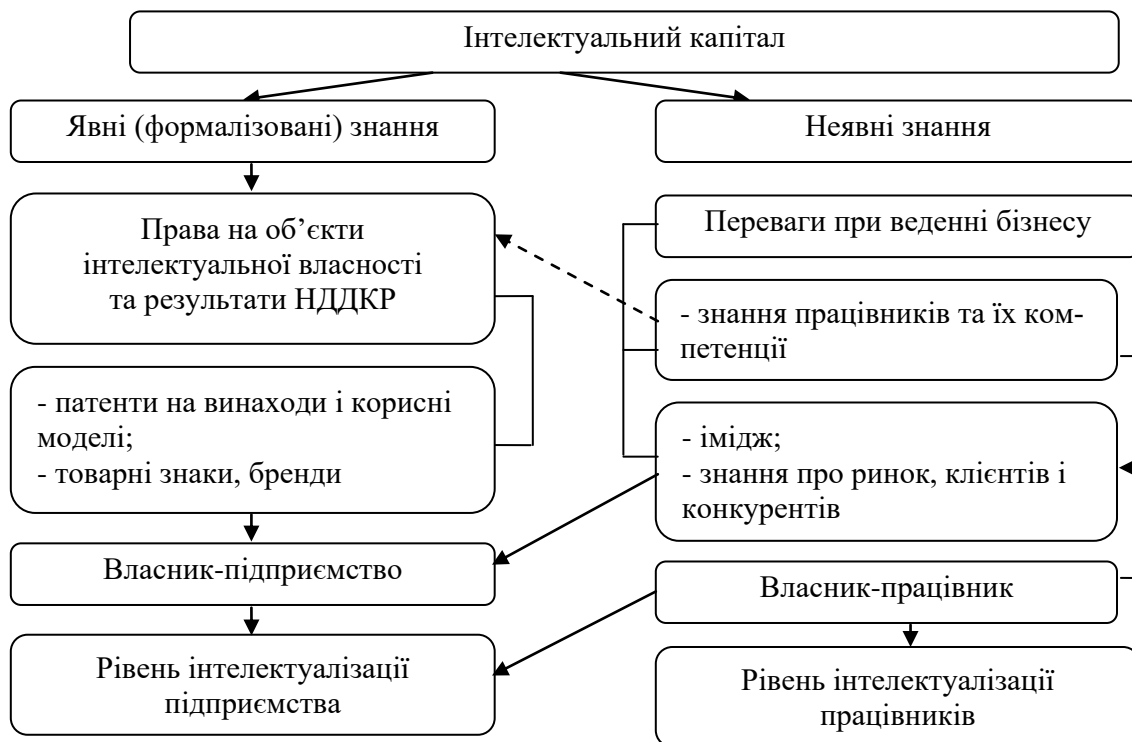 Інтелектуальний капітал
Явні (формалізовані) знання
Неявні знання
Права на об’єкти
інтелектуальної власності
та результати НДДКР
Переваги при веденні бізнесу
- знання працівників та їх ком-
петенції
- патенти на винаходи і корисні
моделі;
- товарні знаки, бренди
- імідж;
- знання про ринок, клієнтів і
конкурентів
Власник-підприємство
Власник-працівник
Рівень інтелектуалізації
підприємства
Рівень інтелектуалізації
працівників